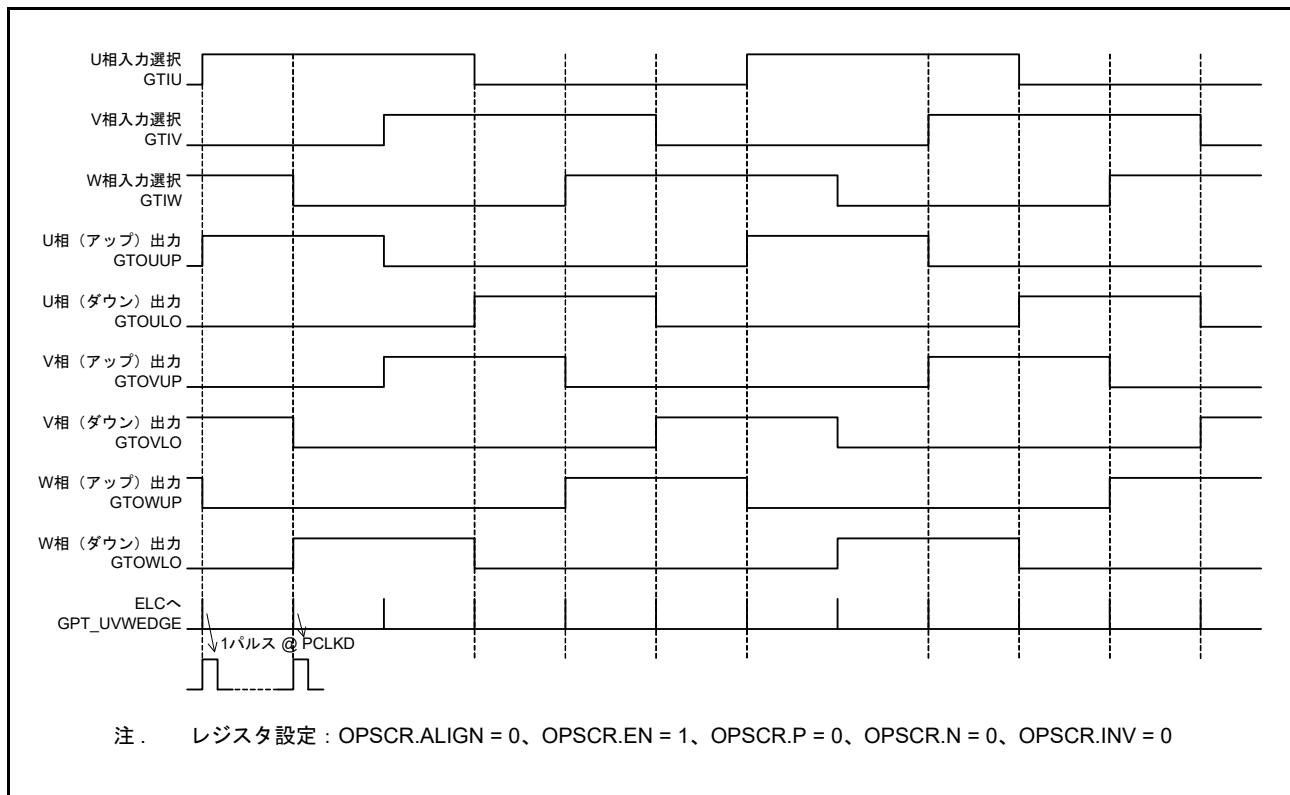 U相入力選択
GTIU
V相入力選択
GTIV
W相入力選択
GTIW
U相（アップ）出力
GTOUUP
U相（ダウン）出力
GTOULO
V相（アップ）出力
GTOVUP
V相（ダウン）出力
GTOVLO
W相（アップ）出力
GTOWUP
W相（ダウン）出力
GTOWLO
ELCへ
GPT_UVWEDGE
1パルス @ PCLKD
注． レジスタ設定：OPSCR.ALIGN = 0、OPSCR.EN = 1、OPSCR.P = 0、OPSCR.N = 0、OPSCR.INV = 0